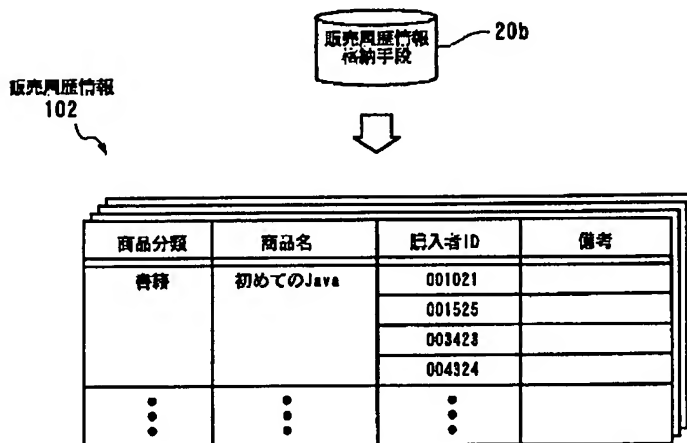 販売履歴情報
格納手段
20b
販売履歴情報
102
商品分類 商品名 購入者ID 備考
書籍 初めてのJava 001021
001525
003423
004324